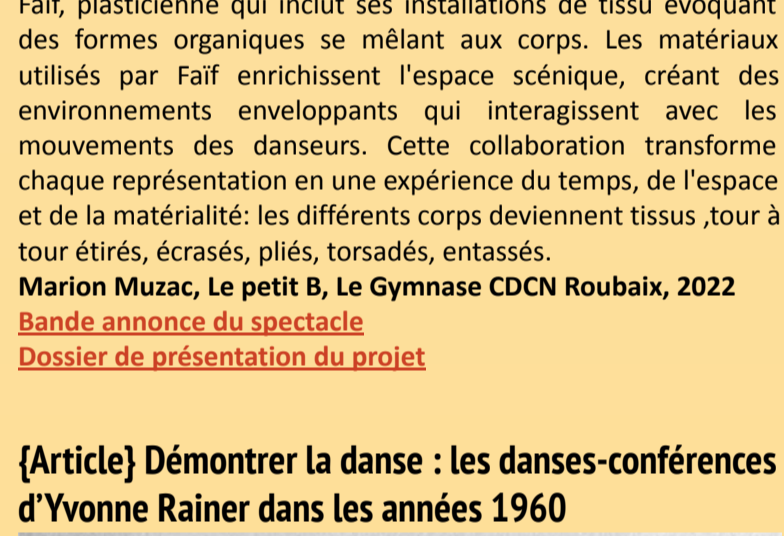 Faïf, plasticienne qui inclut ses installations de tissu évoquant
des formes organiques se mêlant aux corps. Les matériaux
utilisés par Faïf enrichissent l'espace scénique, créant des
environnements enveloppants qui interagissent avec les
mouvements des danseurs. Cette collaboration transforme
chaque représentation en une expérience du temps, de l'espace
et de la matérialité: les différents corps deviennent tissus ,tour à
tour étirés, écrasés, pliés, torsadés, entassés.
Marion Muzac, Le petit B, Le Gymnase CDCN Roubaix, 2022
Bande annonce du spectacle
Dossier de présentation du projet
{Article} Démontrer la danse : les danses-conférences
d’Yvonne Rainer dans les années 1960